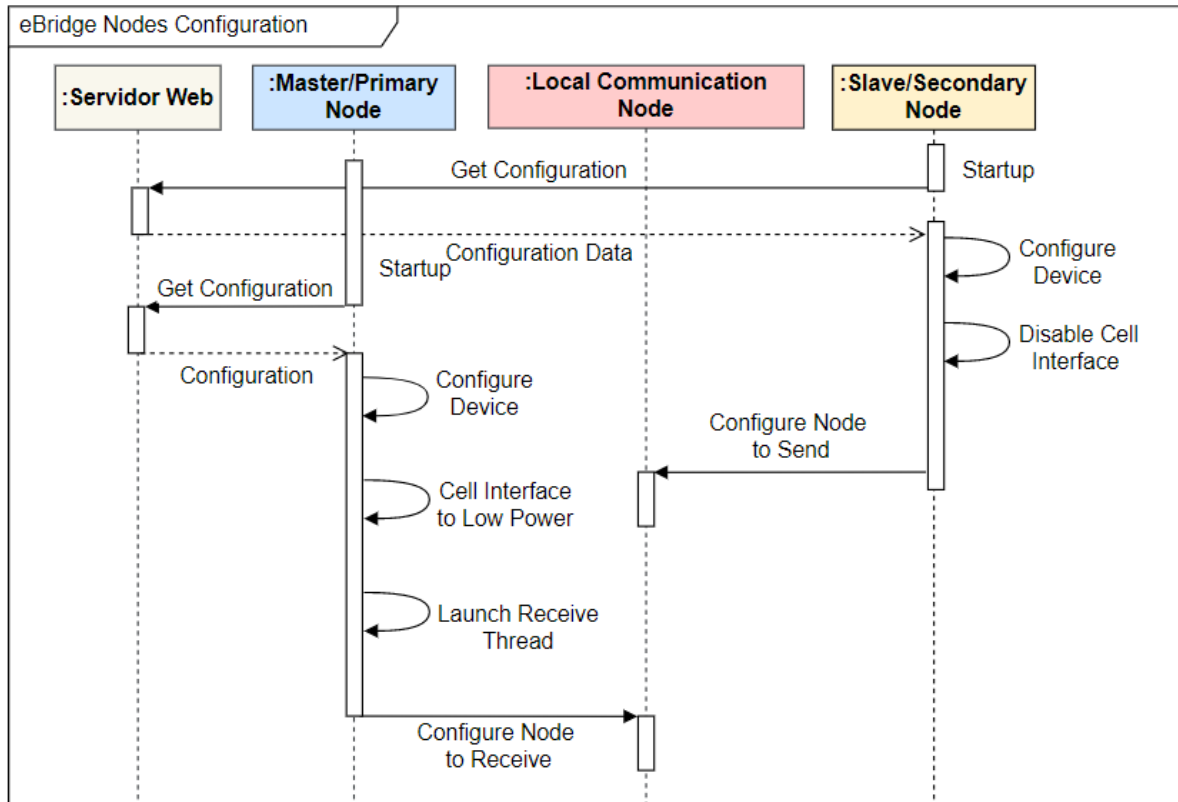 eBridge Nodes Configuration
:Servidor Web
:Master/Primary
Node
:Local Communication
Node
:Slave/Secondary
Node
Get Configuration
Startup
Configuration Data
Configure
Device
Startup
Get Configuration
Disable Cell
Interface
Configuration
Configure
Device
Configure Node
to Send
Cell Interface
to Low Power
Launch Receive
Thread
Configure Node
to Receive